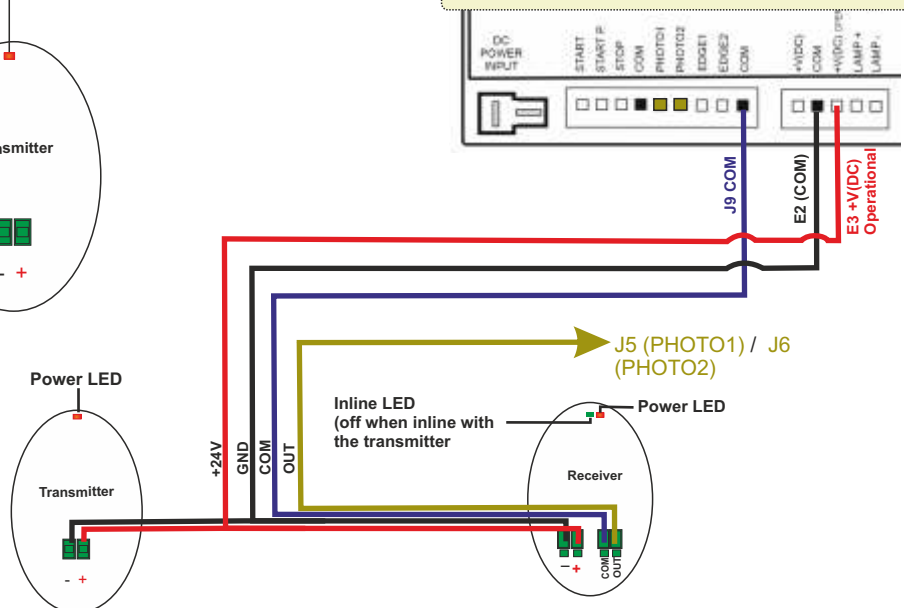 DC
POWER
INPUT
START
START P.
STOP
COM
PHOTO1
PHOTO2
EDGE1
EDGE2
COM
+V(DC)
COM
+V(DC) OPER
LAMP +
LAMP -
smitter
- +
J9 COM
E2 (COM)
E3 +V(DC)
Operational
J5 (PHOTO1) / J6
(PHOTO2)
Power LED
Inline LED
(off when inline with
the transmitter
Power LED
+24V
GND
COM
OUT
Transmitter
Receiver
- +
- +
COM
OUT